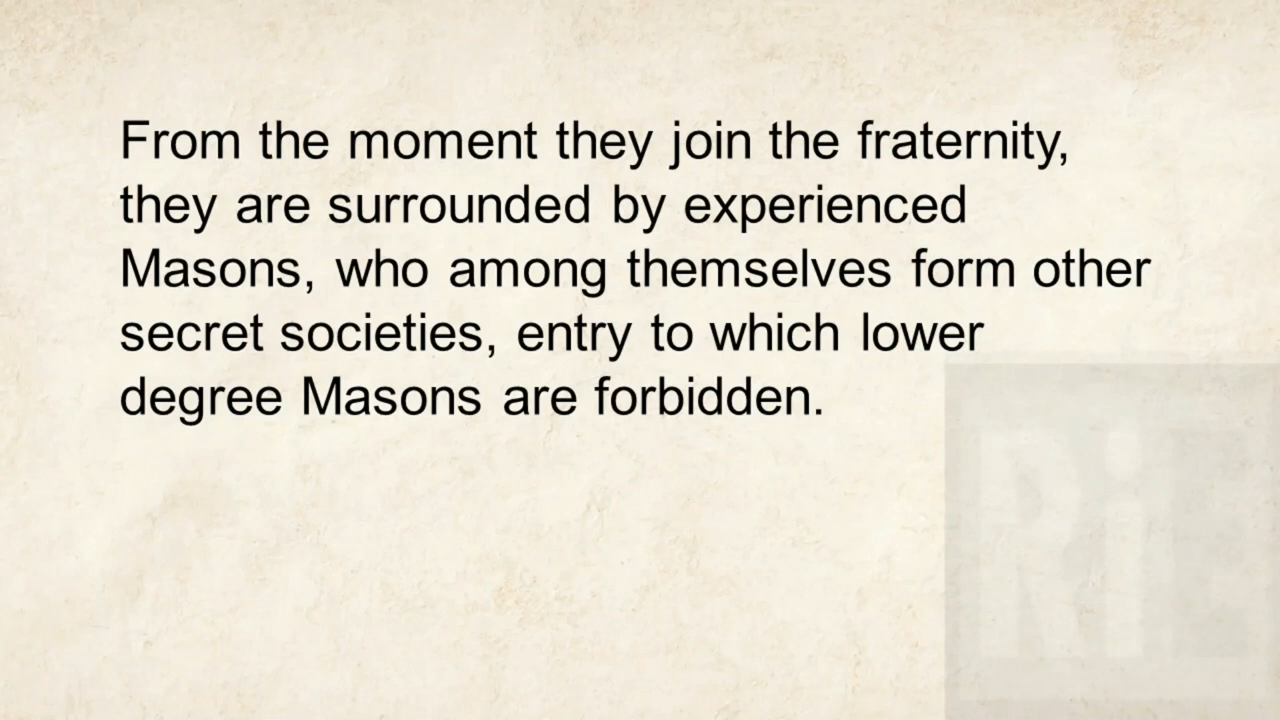 From the moment they join the fraternity,
they are surrounded by experienced
Masons, who among themselves form other
secret societies, entry to which lower
degree Masons are forbidden.